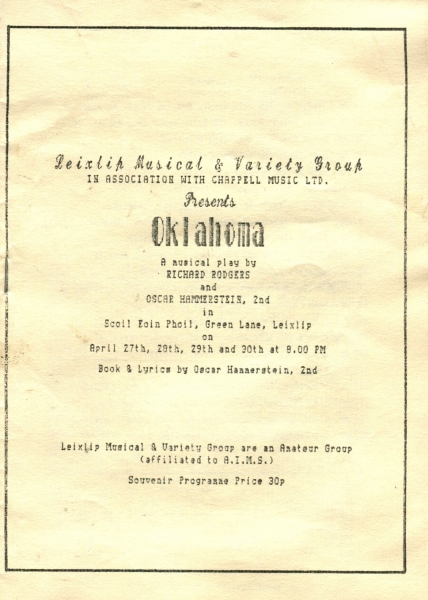 Leixlip Musical & Variety Group
IN ASSOCIATION WITH CHAPPELL MUSIC LTD.
Presents
Oklahoma
A musical play by
RICHARD RODGERS
and
OSCAR HAMMERSTEIN, 2nd
in
Scoil Eoin Phoil, Green Lane, Leixlip
on
April 27th, 28th, 29th and 30th at 8.00 PM
Book & Lyrics by Oscar Hammerstein, 2nd
Leixlip Musical & Variety Group are an Amateur Group
(affiliated to A.I.M.S.)
Souvenir Programme Price 30p